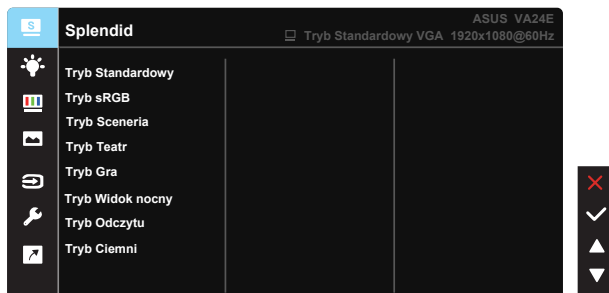 S
Splendid
ASUS VA24E
Tryb Standardowy VGA 1920x1080@60Hz
Tryb Standardowy
Tryb sRGB
Tryb Sceneria
Tryb Teatr
Tryb Gra
Tryb Widok nocny
Tryb Odczytu
Tryb Ciemni